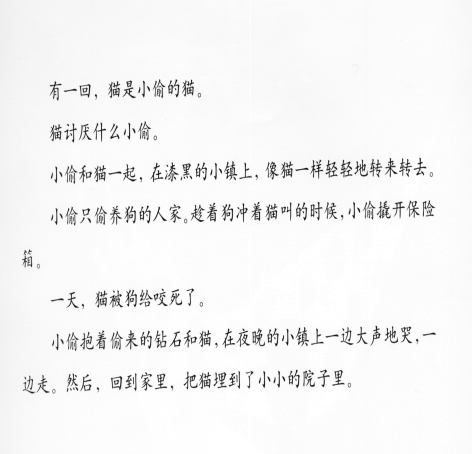 有一回，猫是小偷的猫。
猫讨厌什么小偷。
小偷和猫一起，在漆黑的小镇上，像猫一样轻轻地转来转去。
小偷只偷养狗的人家。趁着狗冲着猫叫的时候，小偷撬开保险
箱。
一天，猫被狗给咬死了。
小偷抱着偷来的钻石和猫，在夜晚的小镇上一边大声地哭，一
边走。然后，回到家里，把猫埋到了小小的院子里。